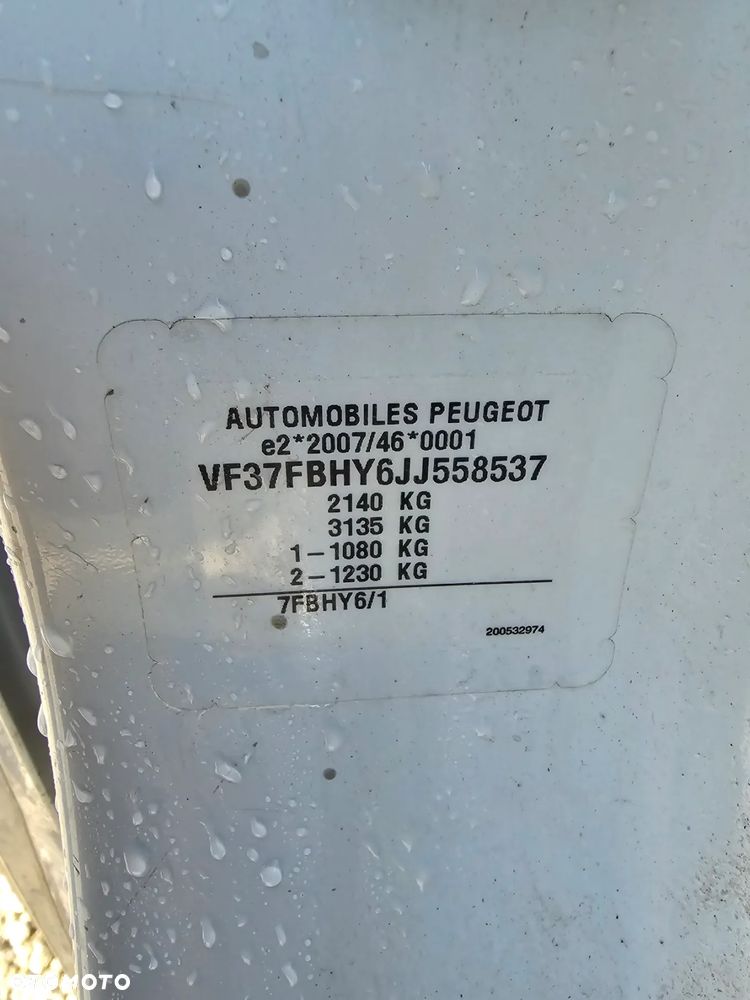 AUTOMOBILES PEUGEOT
e2*2007/46*0001
VF37FBHY6JJ558537
2140 KG
3135 KG
1-1080 KG
2-1230 KG
7FBHY6/1
200532974
OTOMOTO